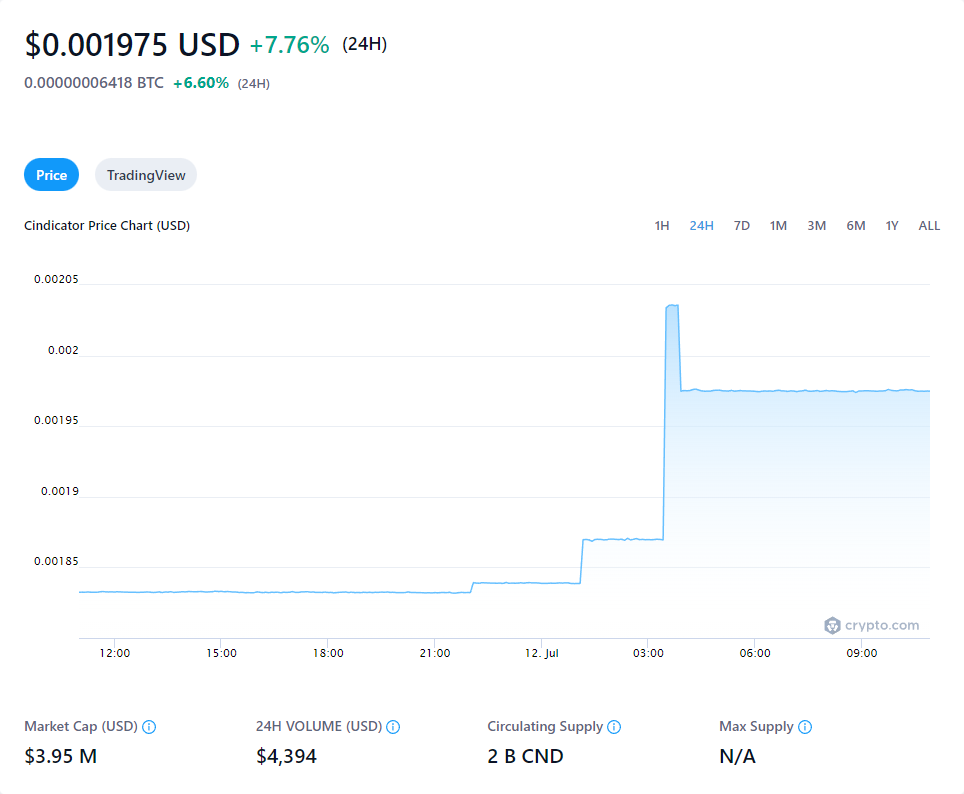 $0.001975 USD +7.76% (24H)
0.00000006418 BTC +6.60% (24H)
Price TradingView
Cindicator Price Chart (USD) 1H 24H 7D 1M 3M 6M 1Y ALL
0.00205
0.002
0.00195
0.0019
0.00185
crypto.com
12:00 15:00 18:00 21:00 12. Jul 03:00 06:00 09:00
Market Cap (USD) 24H VOLUME (USD) Circulating Supply Max Supply
$3.95 M $4,394 2 B CND N/A